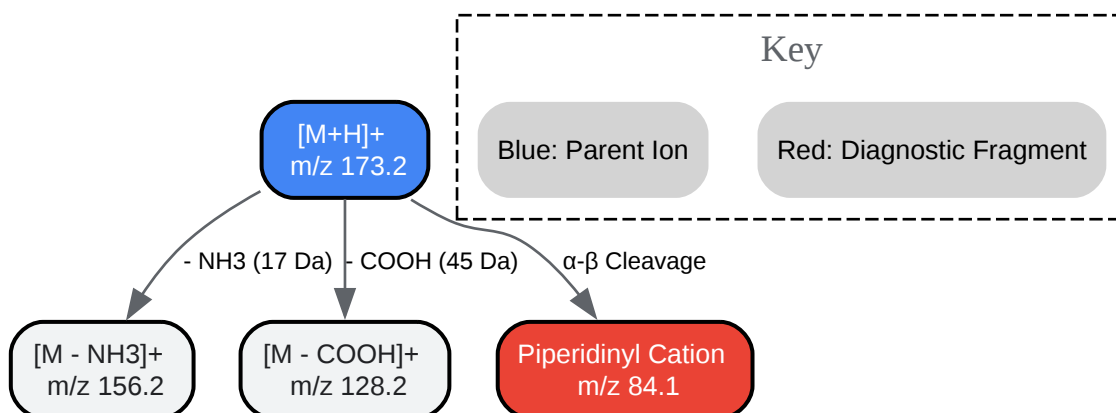 Key
[M+H]+
m/z 173.2
Blue: Parent Ion
Red: Diagnostic Fragment
- NH3 (17 Da)
- COOH (45 Da)
α-β Cleavage
[M - NH3]+
m/z 156.2
[M - COOH]+
m/z 128.2
Piperidinyl Cation
m/z 84.1